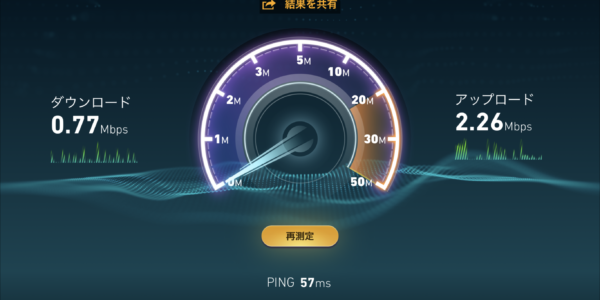 結果を共有
ダウンロード
0.77Mbps
アップロード
2.26Mbps
0M
1M
2M
3M
5M
10M
20M
30M
50M
再測定
PING 57ms